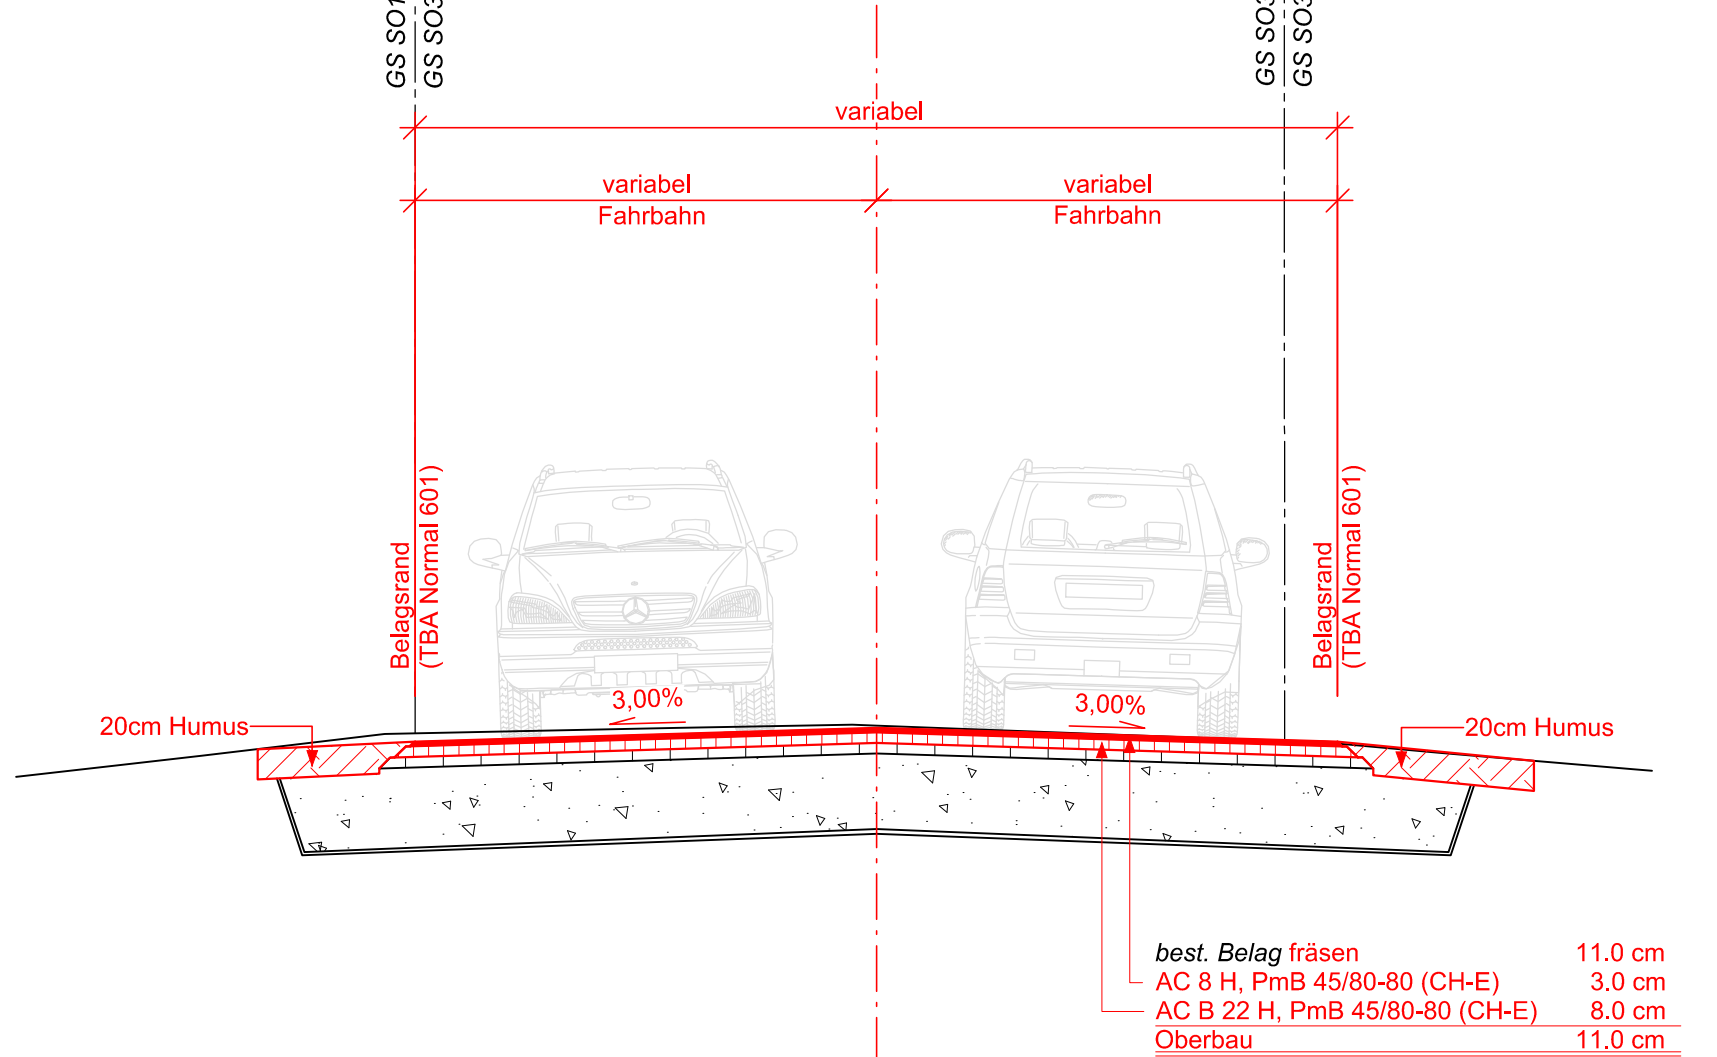 GS SO1
GS SO3
GS SO3
GS SO3
variabel
variabel
Fahrbahn
variabel
Fahrbahn
Belagsrand
(TBA Normal 601)
Belagsrand
(TBA Normal 601)
3,00%
3,00%
20cm Humus
20cm Humus
best. Belag fräsen 11.0 cm
AC 8 H, PmB 45/80-80 (CH-E) 3.0 cm
AC B 22 H, PmB 45/80-80 (CH-E) 8.0 cm
Oberbau 11.0 cm